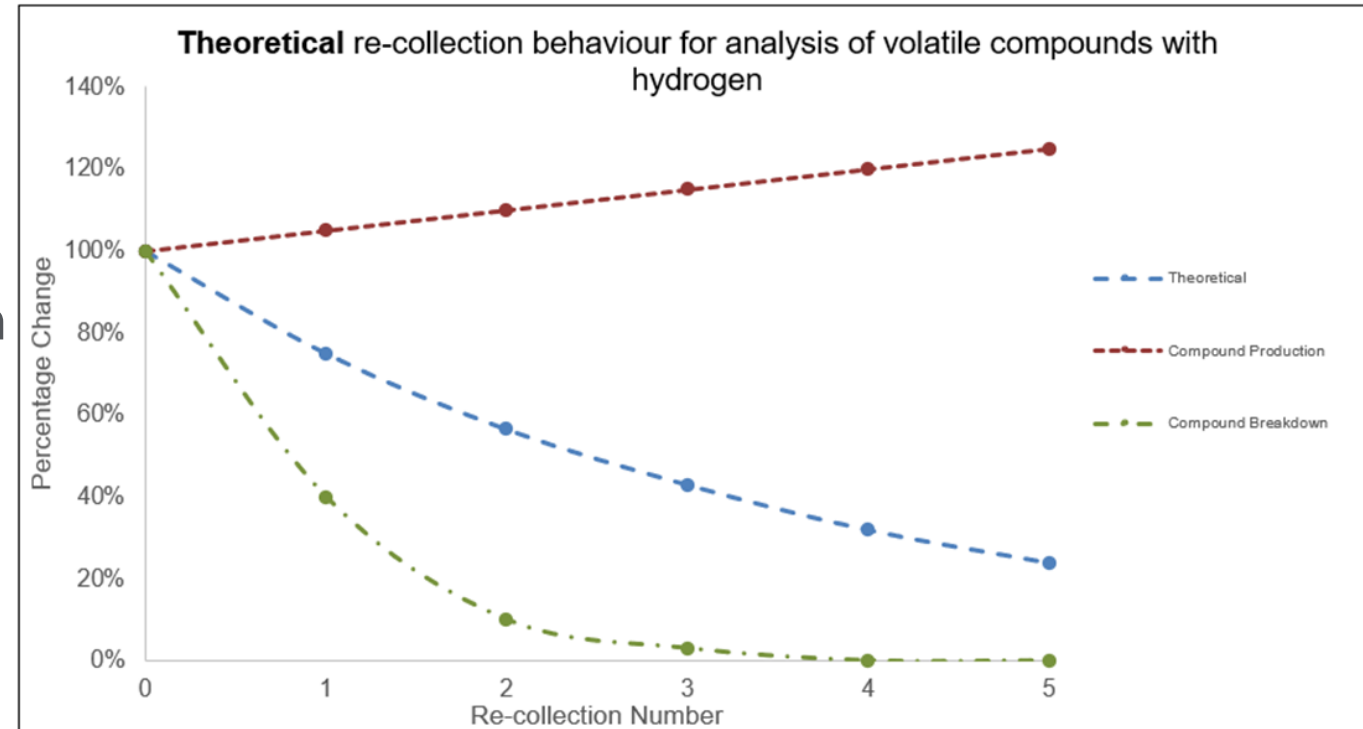 Theoretical re-collection behaviour for analysis of volatile compounds with
hydrogen
140%
120%
100%
80%
60%
40%
20%
0%
Percentage Change
0 1 2 3 4 5
Re-collection Number
Theoretical
Compound Production
Compound Breakdown